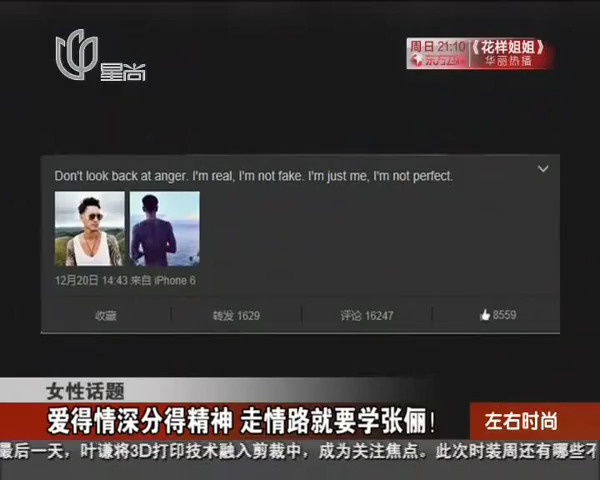 星尚
周日 21:10《花样姐姐》
东方卫视 华丽热播
Don't look back at anger. I'm real, I'm not fake. I'm just me, I'm not perfect.
12月20日 14:43 来自 iPhone 6
收藏
转发 1629
评论 16247
8559
女性话题
爱得情深分得精神 走情路就要学张俪!
左右时尚
最后一天，叶谦将3D打印技术融入剪裁中，成为关注焦点。此次时装周还有哪些不